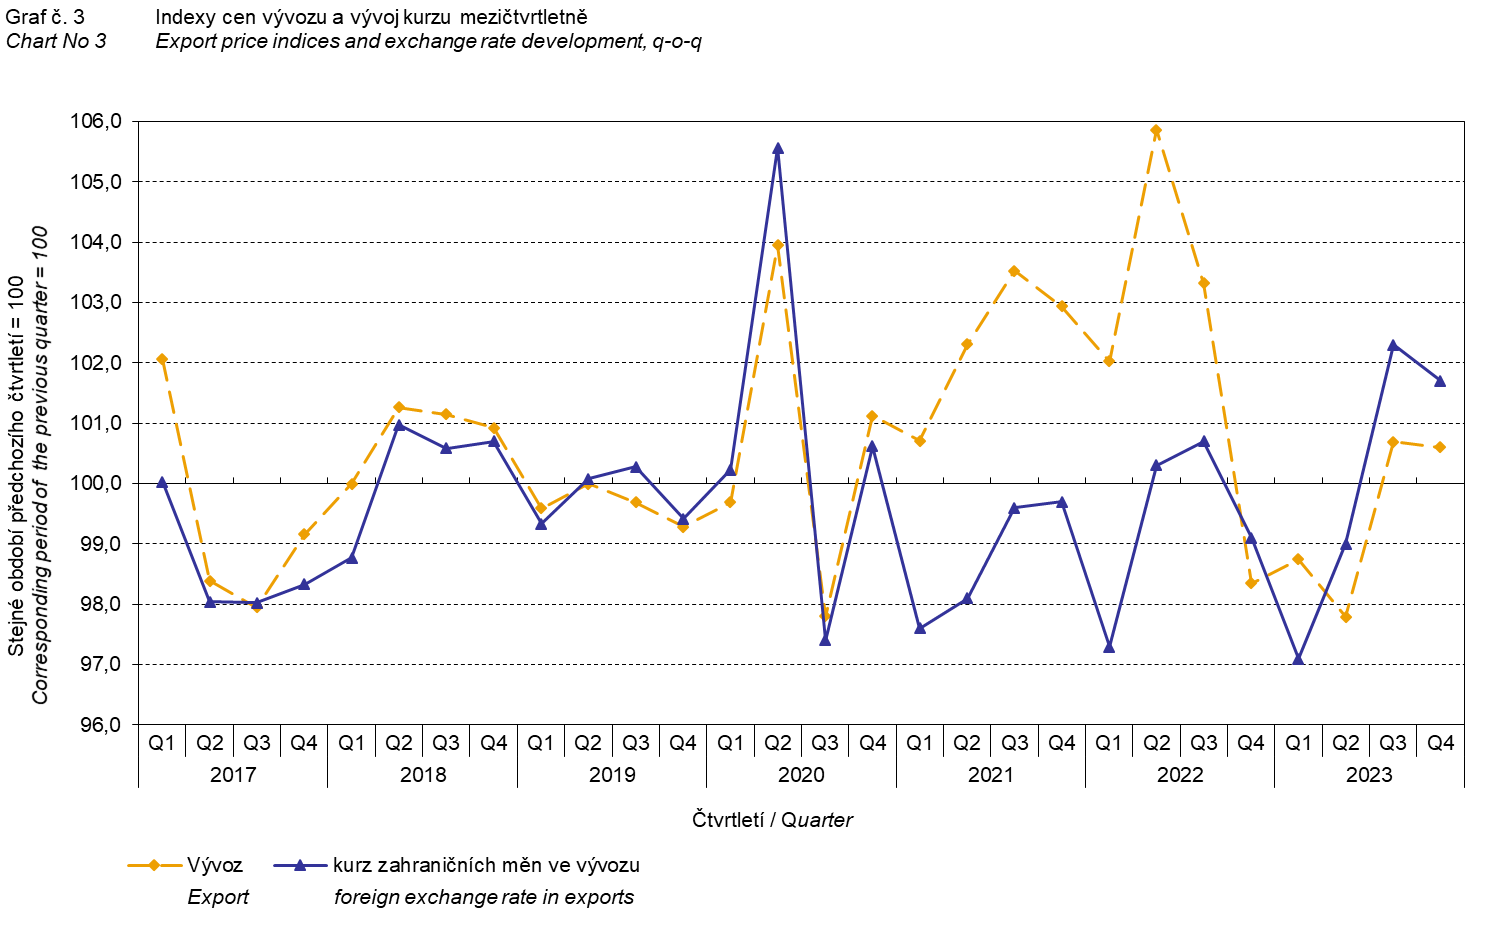 Graf č. 3 Indexy cen vývozu a vývoj kurzu mezičtvrtletně
Chart No 3 Export price indices and exchange rate development, q-o-q
Stejné období předchozího čtvrtletí = 100
Corresponding period of the previous quarter = 100
106,0
105,0
104,0
103,0
102,0
101,0
100,0
99,0
98,0
97,0
96,0
Q1 Q2 Q3 Q4 Q1 Q2 Q3 Q4 Q1 Q2 Q3 Q4 Q1 Q2 Q3 Q4 Q1 Q2 Q3 Q4 Q1 Q2 Q3 Q4 Q1 Q2 Q3 Q4
2017 2018 2019 2020 2021 2022 2023
Čtvrtletí / Quarter
Vývoz kurz zahraničních měn ve vývozu
Export foreign exchange rate in exports